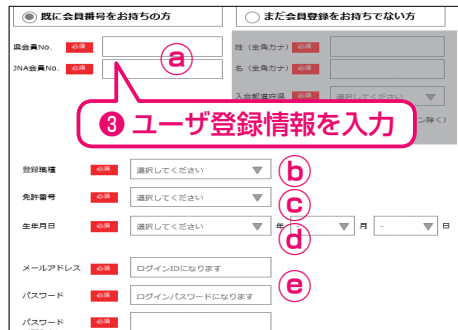 既に会員番号をお持ちの方
まだ会員登録をお持ちでない方
県会員No. 必須
ⓐ
姓（全角カナ） 必須
JNA会員No. 必須
名（全角カナ） 必須
入会都道府県 必須 選択してください ▼
ン除く）
❸ ユーザ登録情報を入力
登録職種 必須 選択してください ▼ ⓑ
免許番号 必須 選択してください ▼ ⓒ
生年月日 必須 選択してください ▼ 年 - ▼ 月 - ▼ 日
ⓓ
メールアドレス 必須 ログインIDになります
ⓔ
パスワード 必須 ログインパスワードになります
パスワード 必須